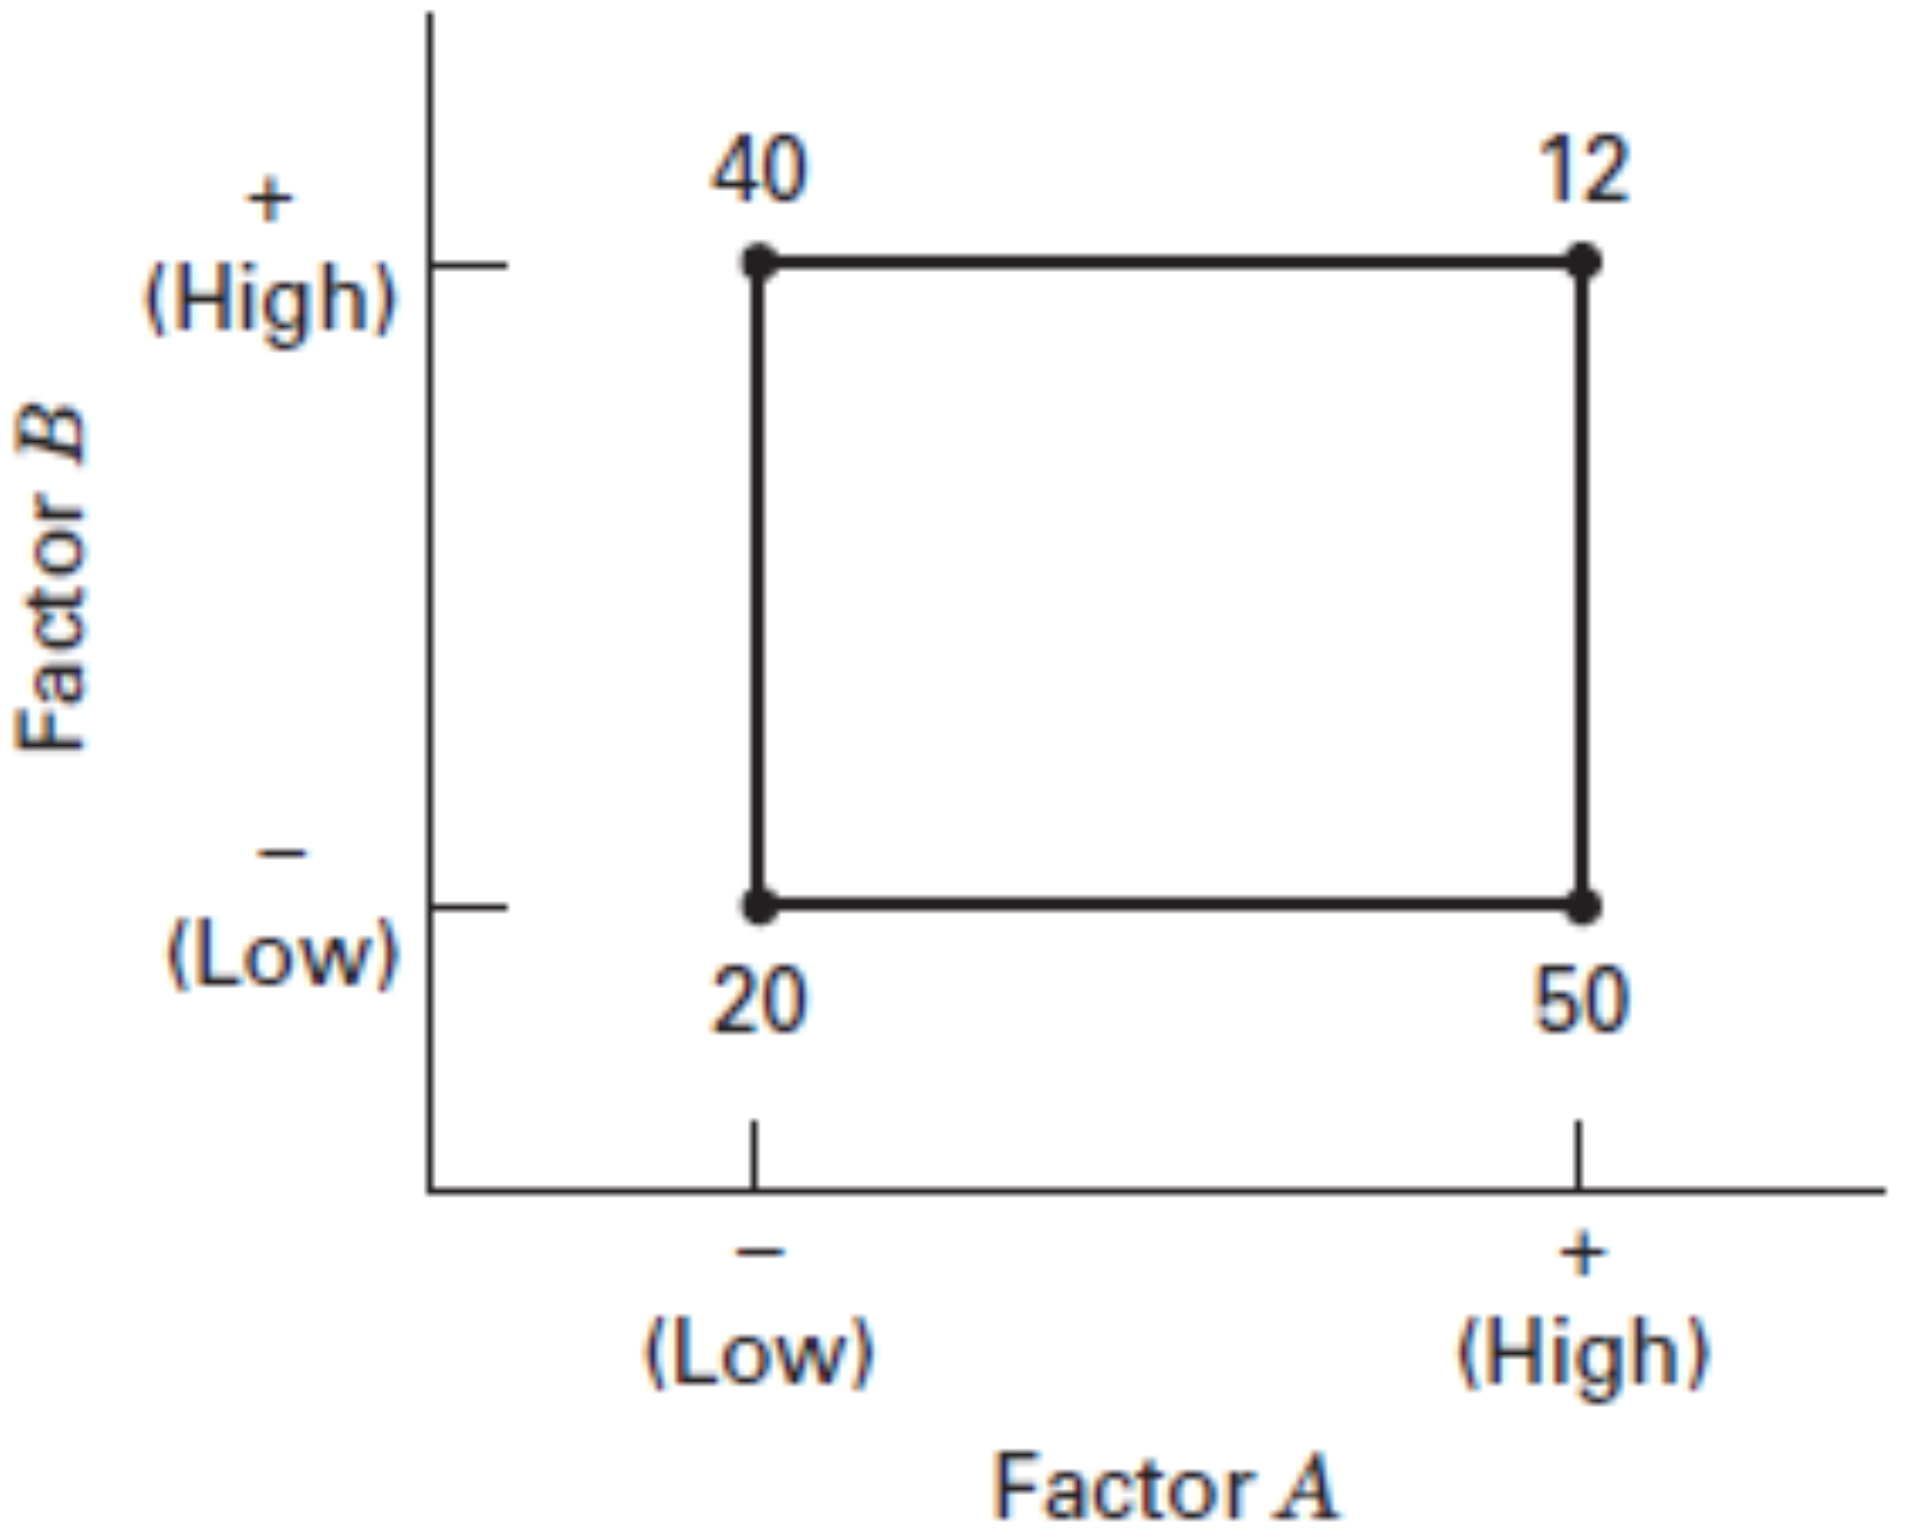 40 12
+
(High)
Factor B
−
(Low)
20 50
− +
(Low) (High)
Factor A